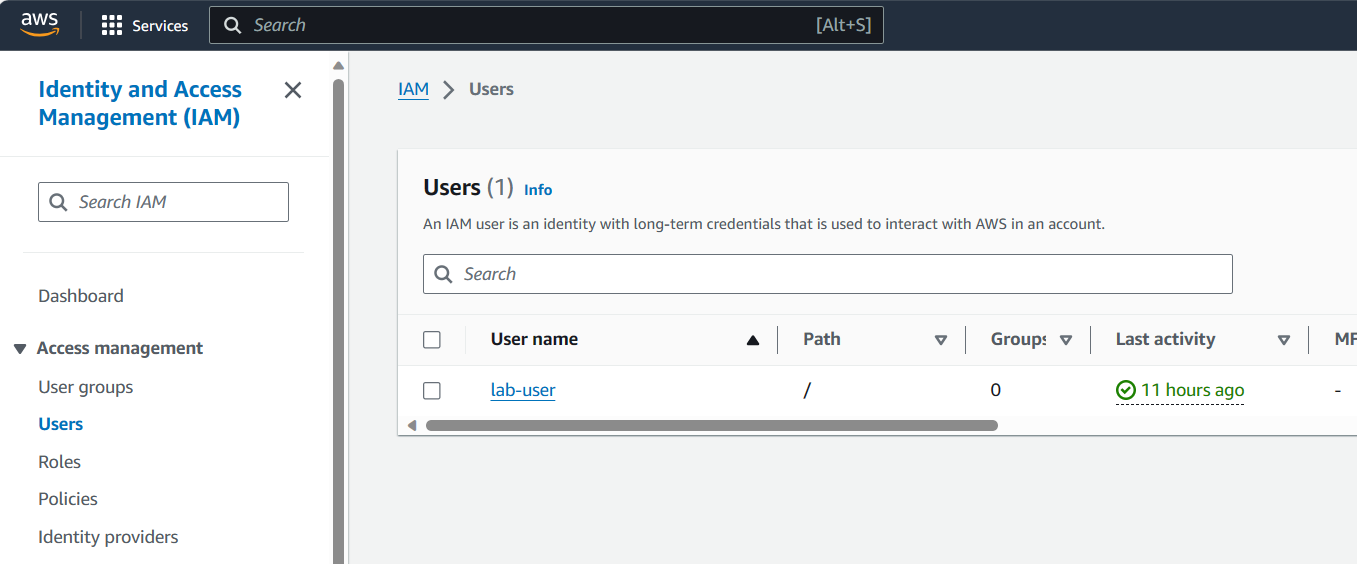 aws Services Search [Alt+S]
Identity and Access
Management (IAM)
Search IAM
Dashboard
Access management
User groups
Users
Roles
Policies
Identity providers
IAM Users
Users (1) Info
An IAM user is an identity with long-term credentials that is used to interact with AWS in an account.
Search
User name Path Groups Last activity MF
lab-user / 0 11 hours ago -